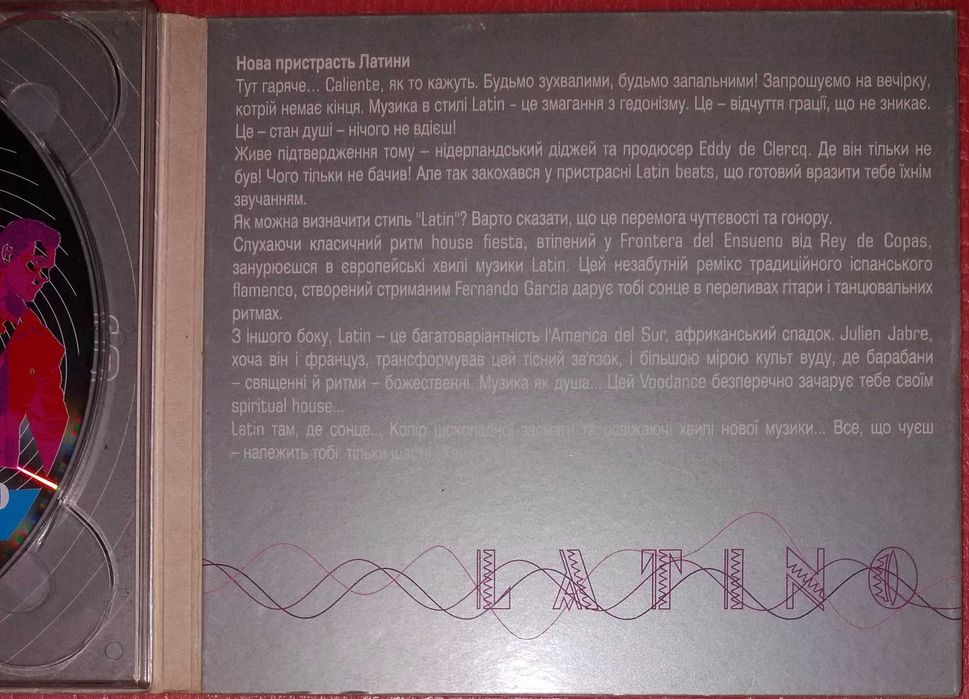 Нова пристрасть Латини
Тут гаряче... Caliente, як то кажуть. Будьмо зухвалими, будьмо запальними! Запрошуємо на вечірку,
котрій немає кінця. Музика в стилі Latin - це змагання з гедонізму. Це – відчуття грації, що не зникає.
Це – стан душі – нічого не вдієш!
Живе підтвердження тому – нідерландський діджей та продюсер Eddy de Clercq. Де він тільки не
був! Чого тільки не бачив! Але так закохався у пристрасні Latin beats, що готовий вразити тебе їхнім
звучанням.
Як можна визначити стиль "Latin"? Варто сказати, що це перемога чуттєвості та гонору.
Слухаючи класичний ритм house fiesta, втілений у Frontera del Ensueno від Rey de Copas,
занурюєшся в європейські хвилі музики Latin. Цей незабутній ремікс традиційного іспанського
flamenco, створений стриманим Fernando Garcia дарує тобі сонце в переливах гітари і танцювальних
ритмах.
З іншого боку, Latin – це багатоваріантність l'America del Sur, африканський спадок. Julien Jabre,
хоча він і француз, трансформував цей тісний зв'язок, і більшою мірою культ вуду, де барабани
– священні й ритми – божественні. Музика як душа... Цей Voodance безперечно зачарує тебе своїм
spiritual house...
Latin там, де сонце... Колір шоколадної засмаги та освіжаючі хвилі нової музики... Все, що чуєш
– належить тобі: тільки щастя
LATINO